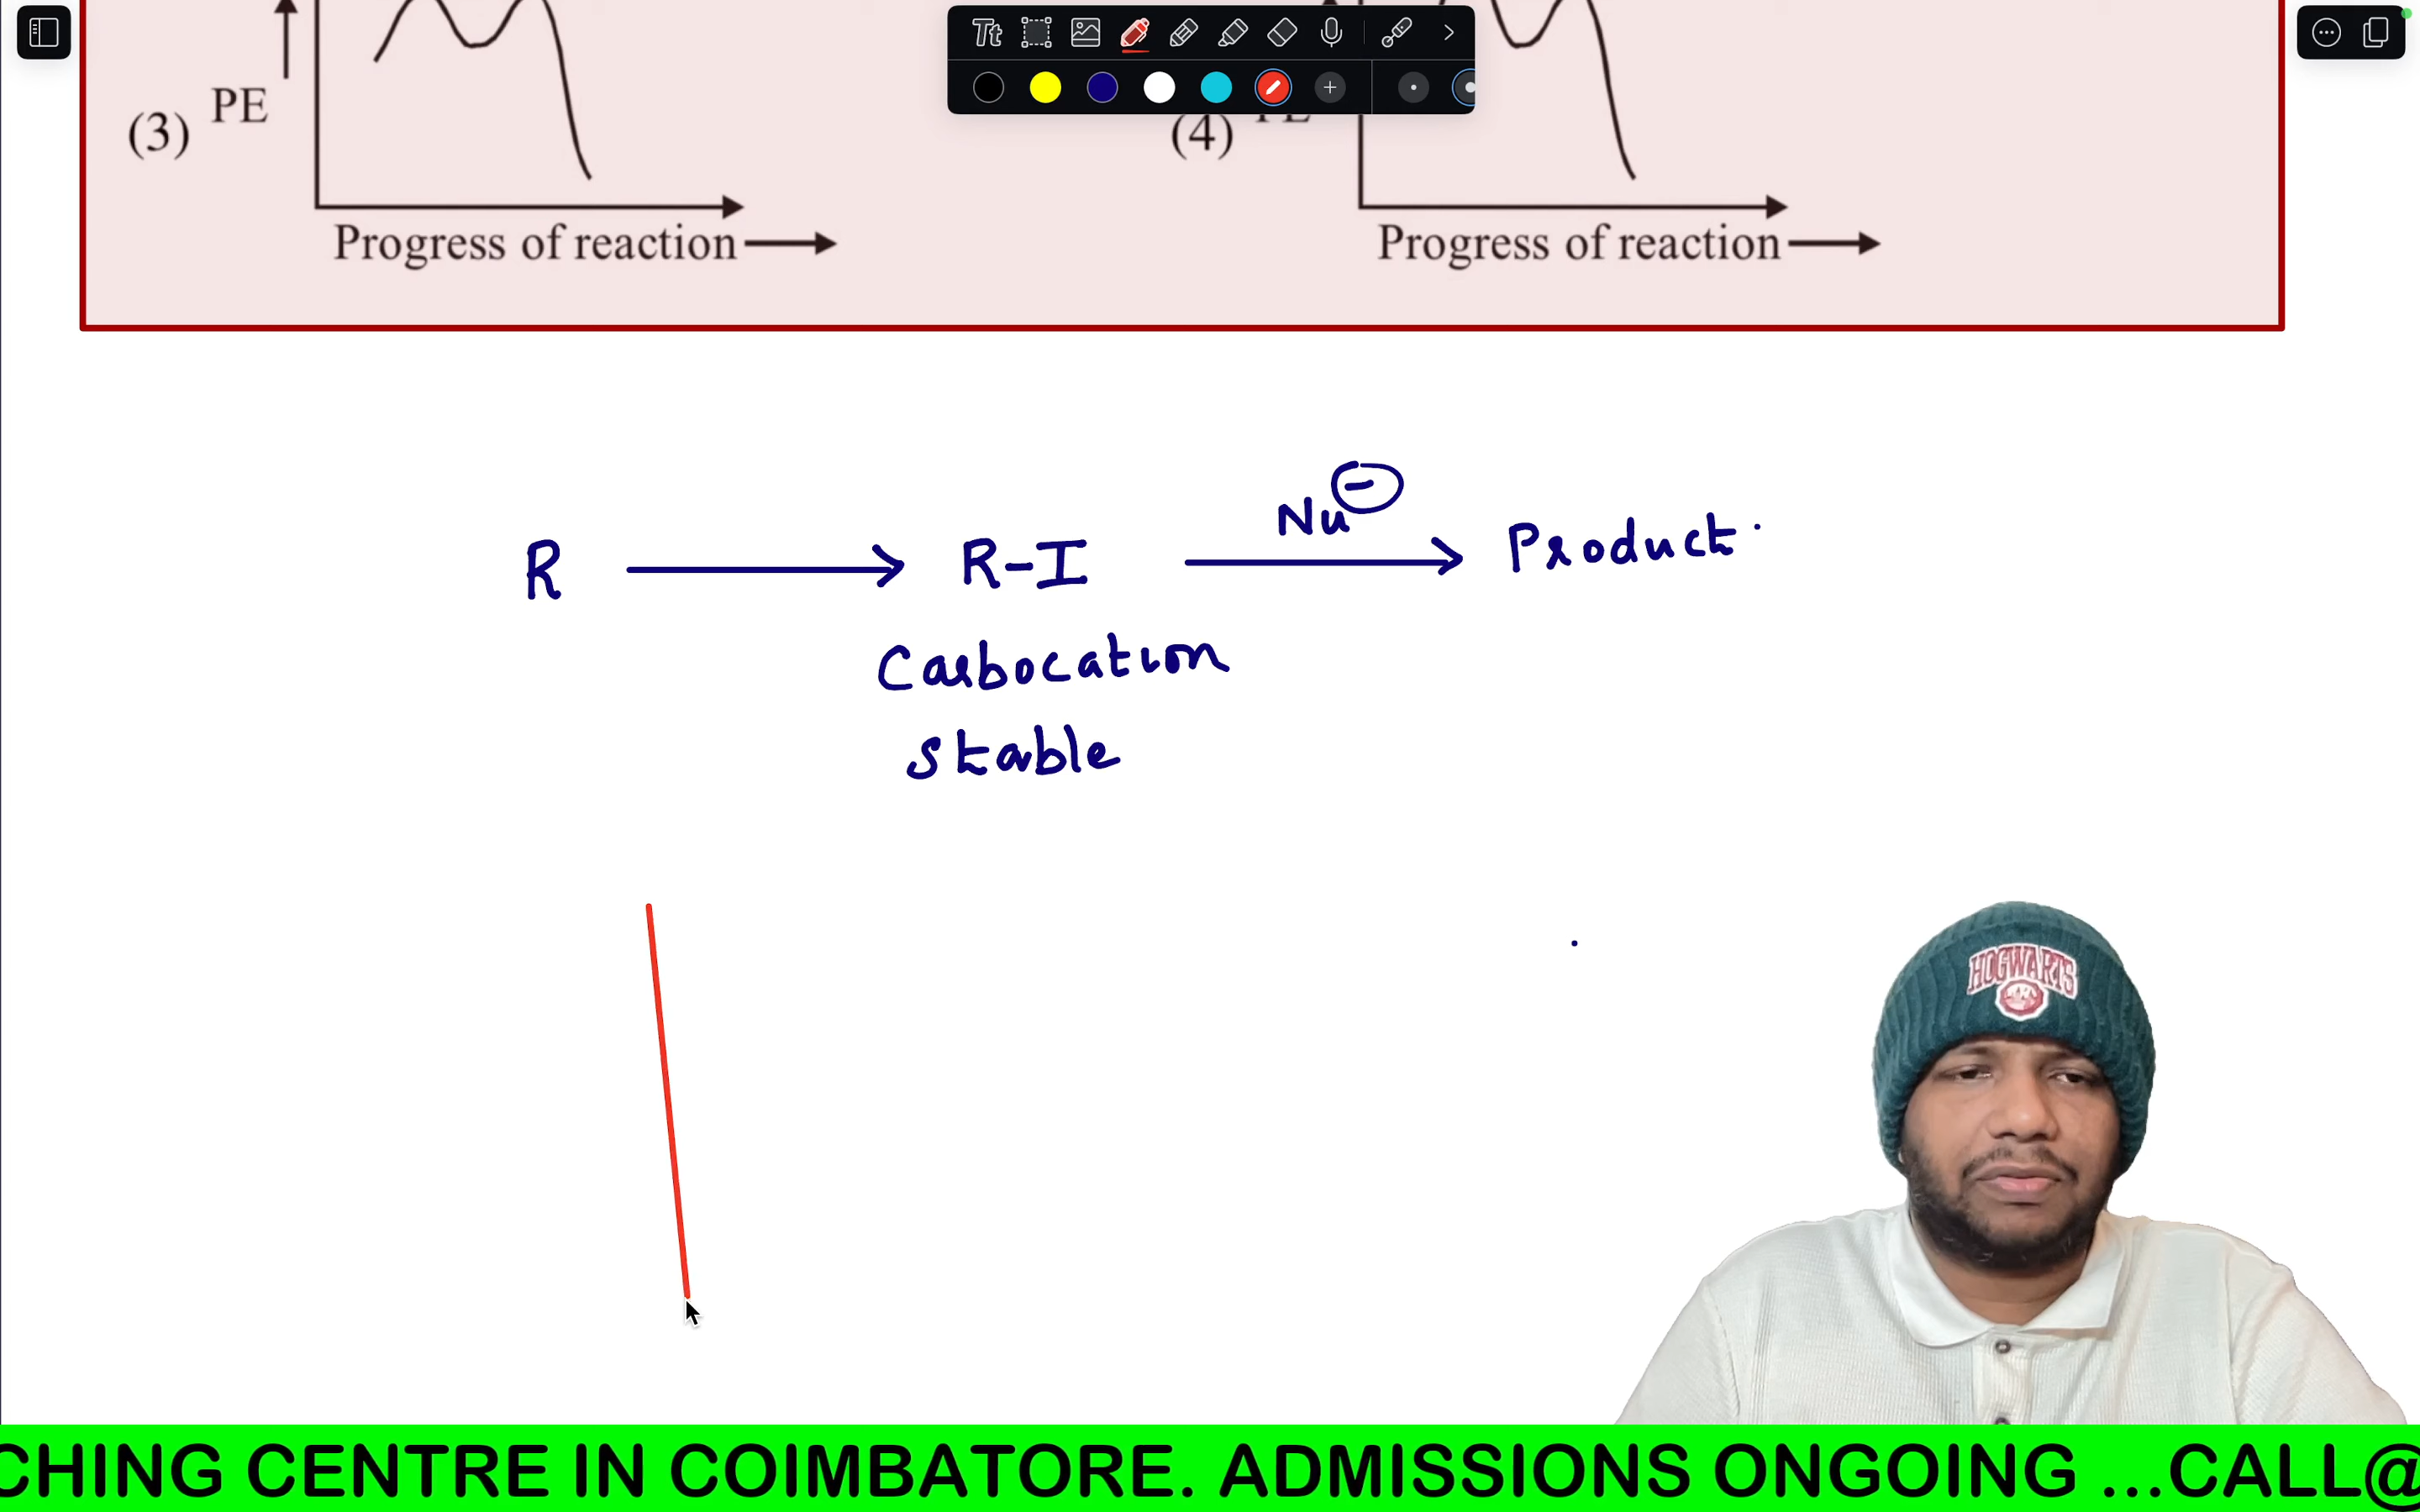 (3) PE
(4)
Progress of reaction
Progress of reaction
Nu⊖
R → R-I → Product.
Carbocation
stable
HOGWARTS
CHING CENTRE IN COIMBATORE. ADMISSIONS ONGOING ...CALL@